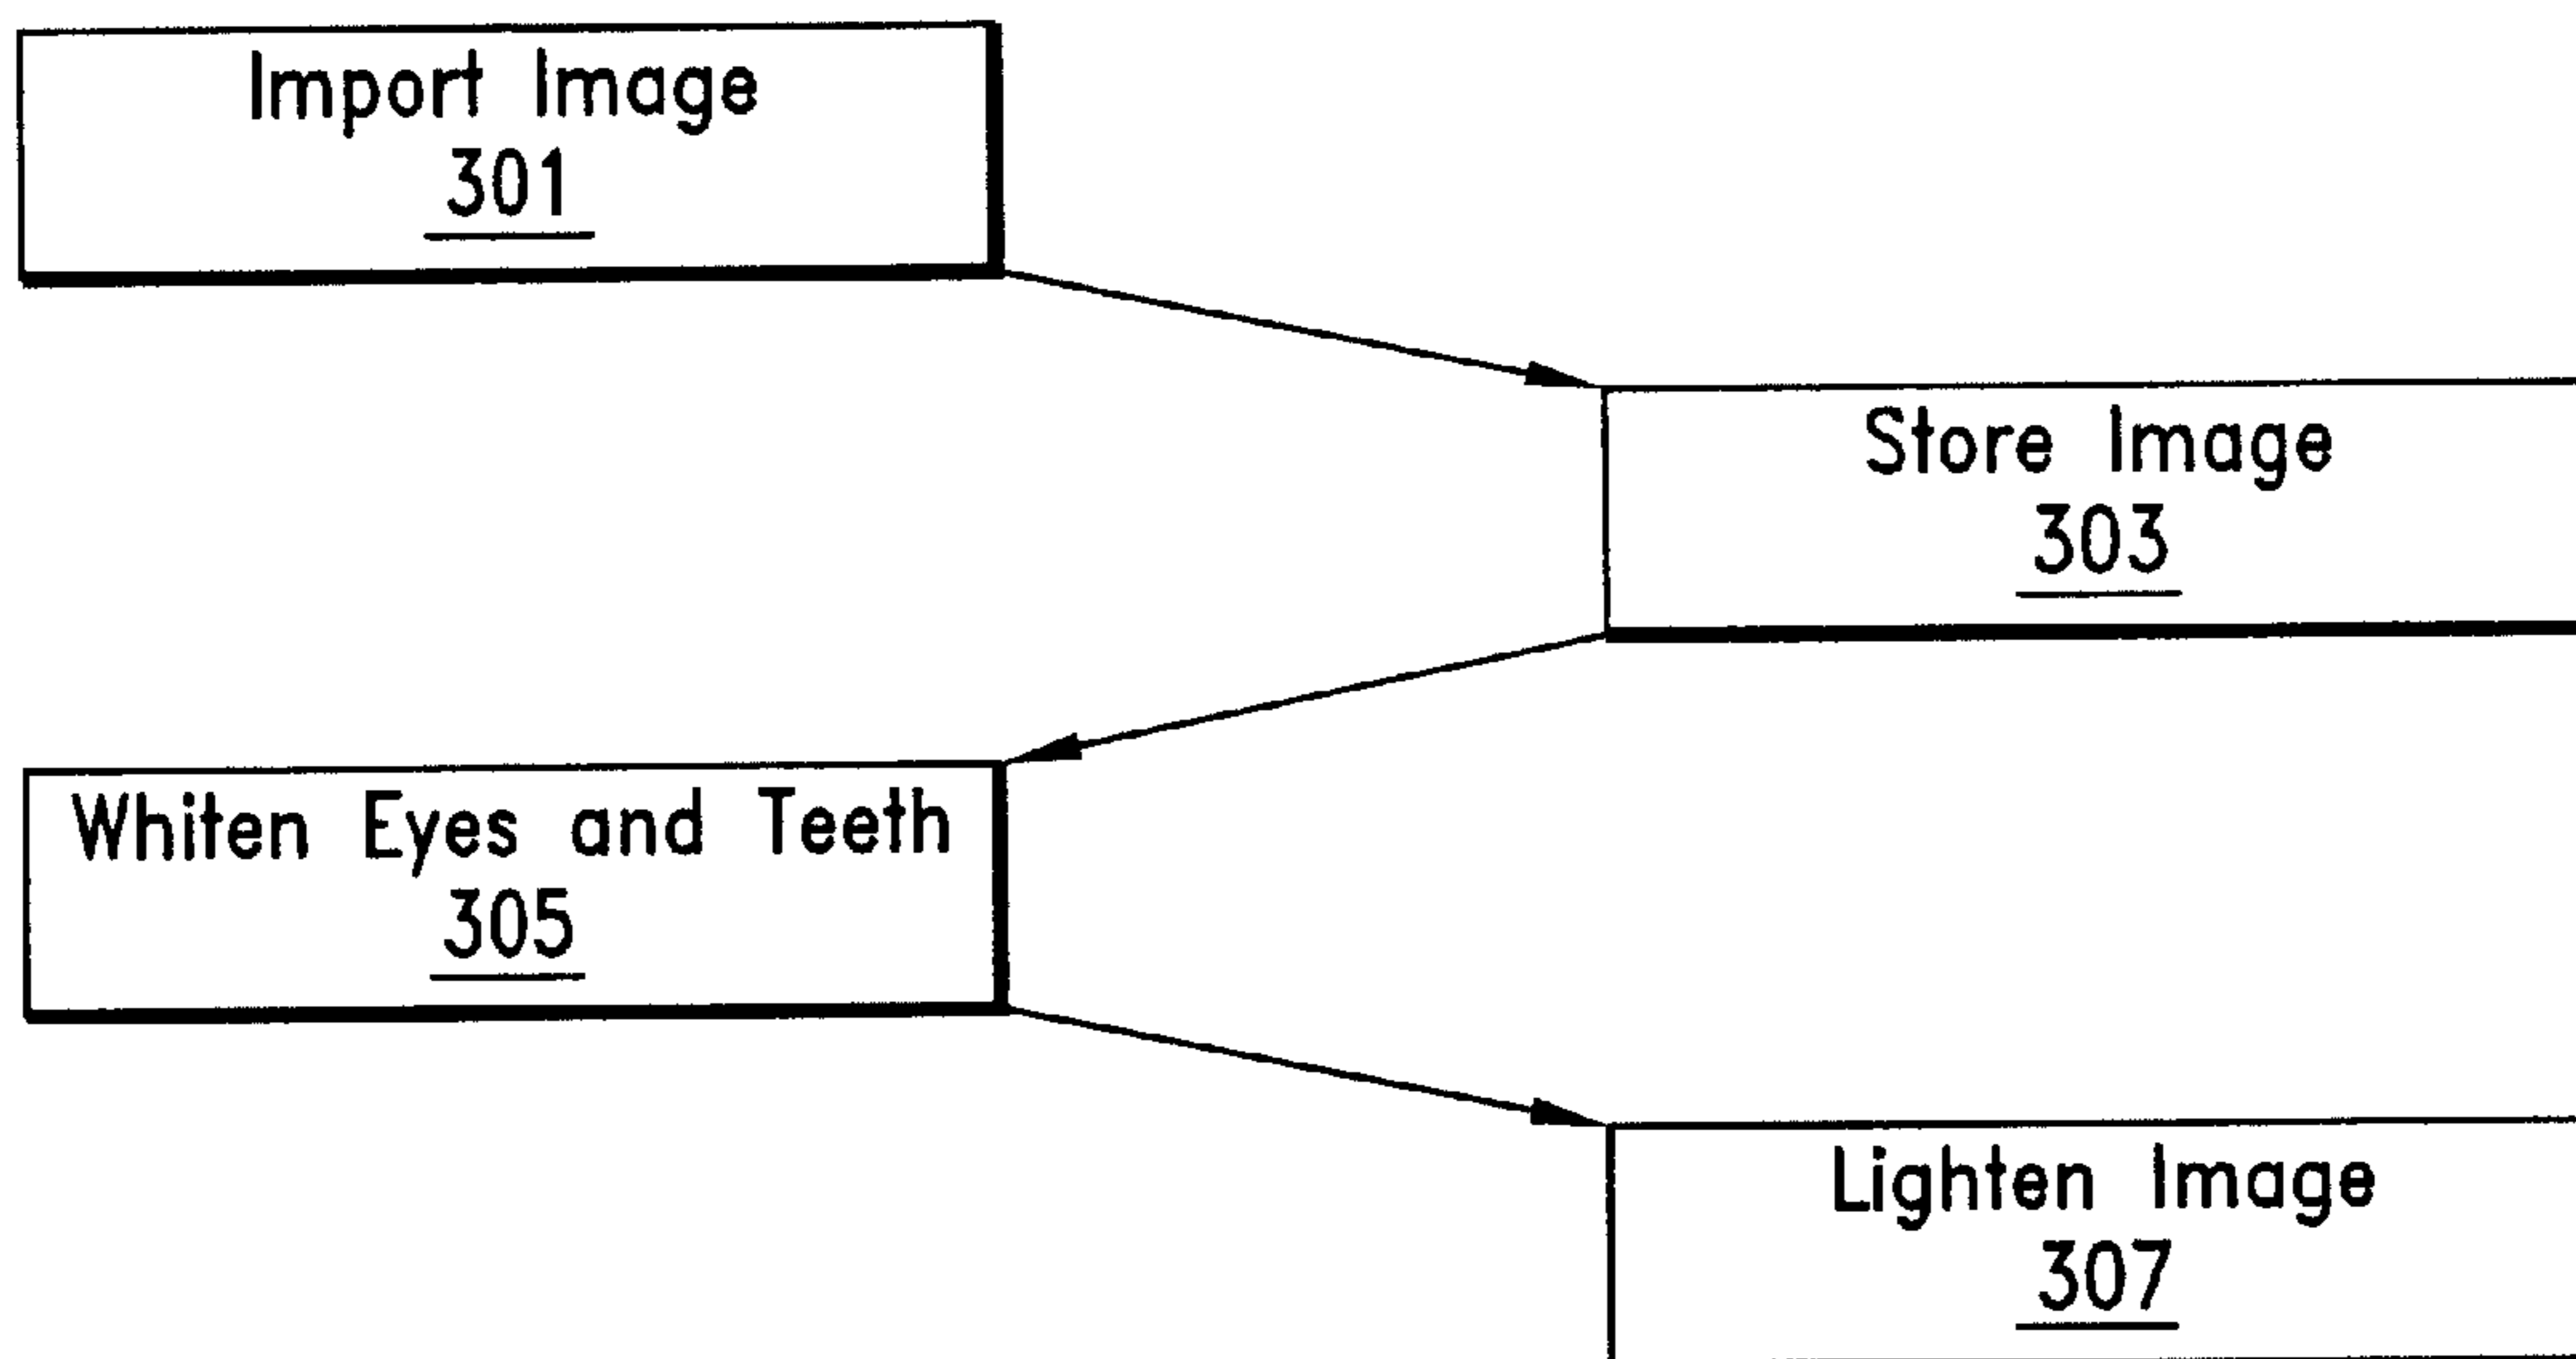 Import Image
301
Store Image
303
Whiten Eyes and Teeth
305
Lighten Image
307